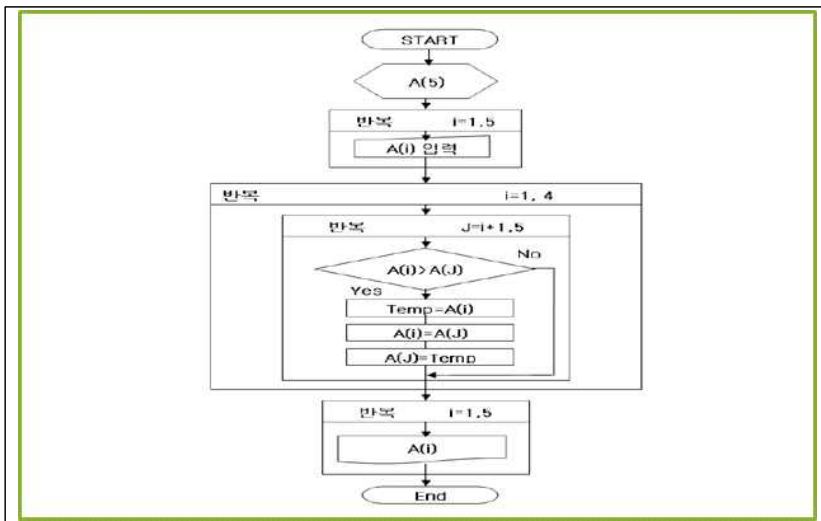 START
A(5)
반복 i=1,5
A(i) 입력
반복 i=1, 4
반복 J=i+1,5
No
A(i)>A(J)
Yes
Temp=A(i)
A(i)=A(J)
A(J)=Temp
반복 i=1,5
A(i)
End